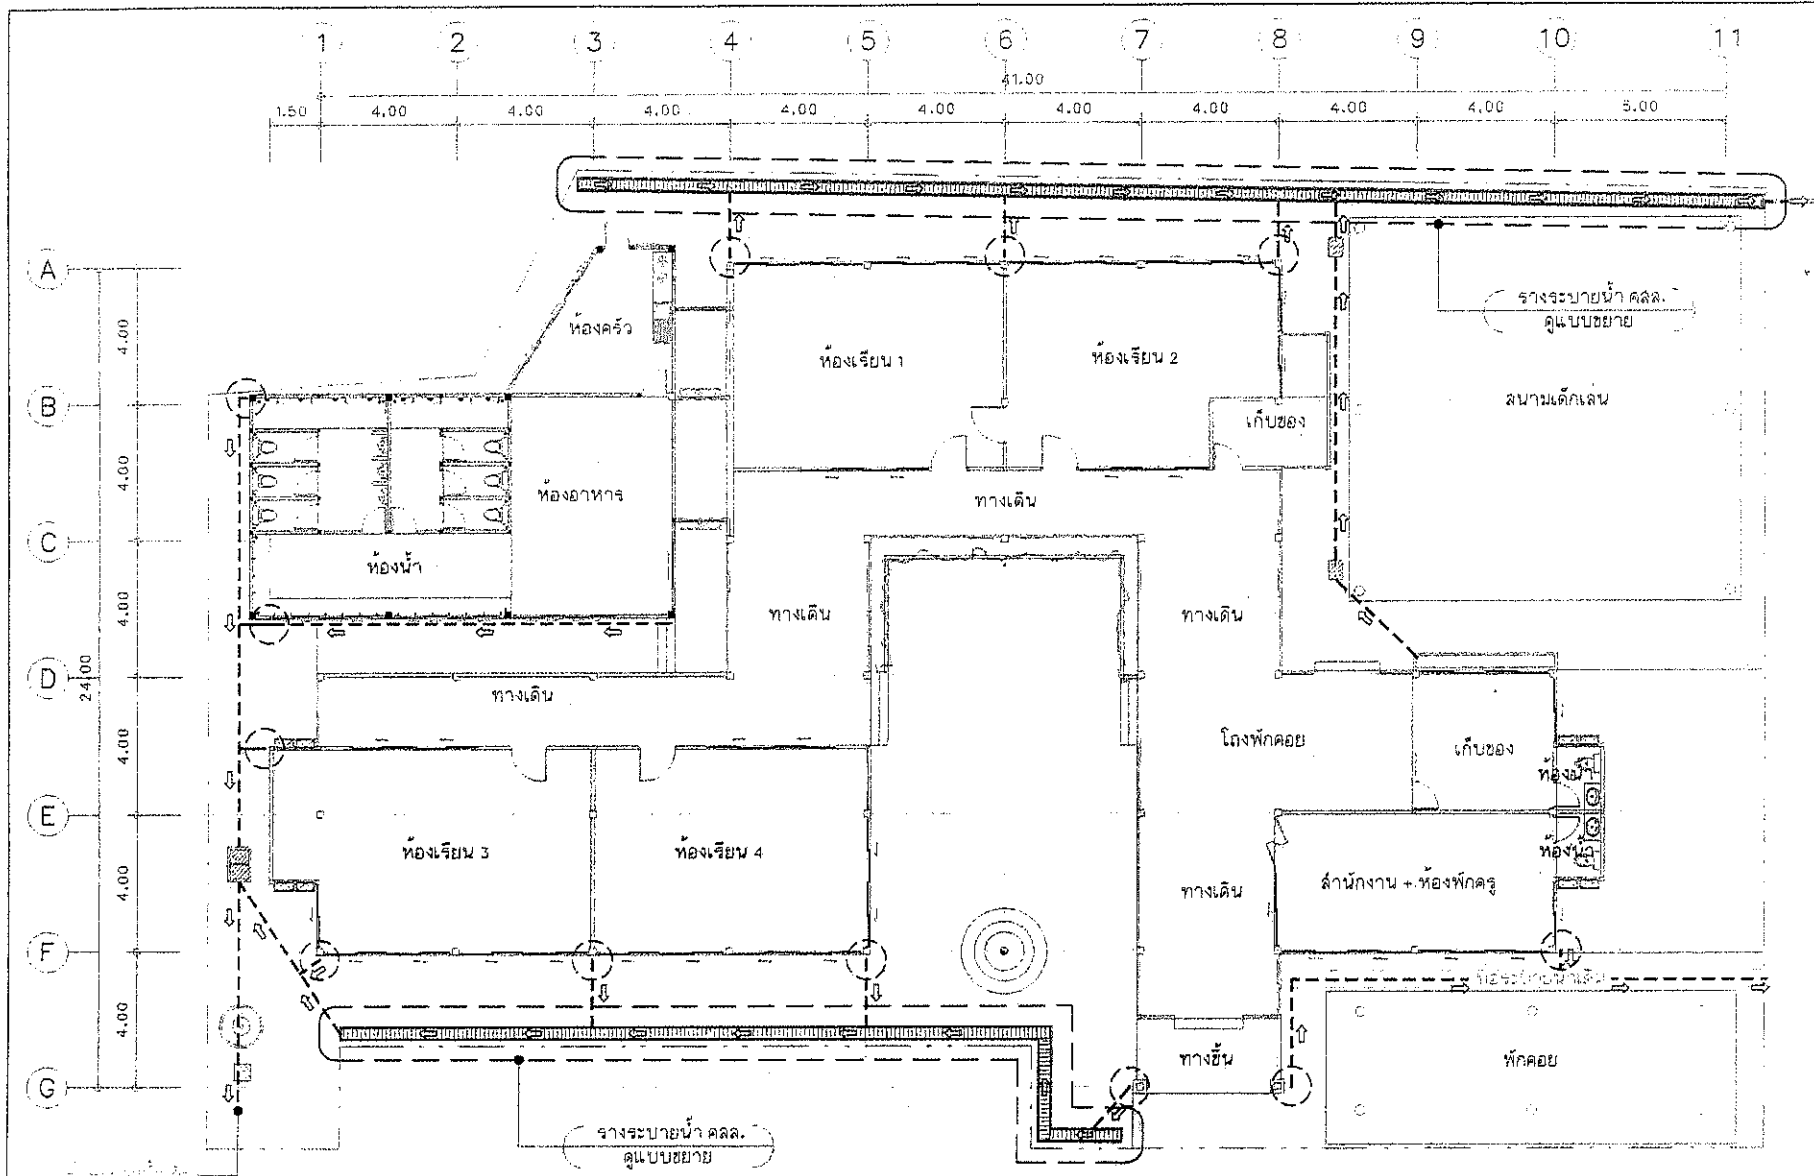 1 2 3 4 5 6 7 8 9 10 11
41.00
1.50 4.00 4.00 4.00 4.00 4.00 4.00 4.00 4.00 4.00 5.00
A
รางระบายน้ำ คสล.
ดูแบบขยาย
ห้องครัว
4.00
ห้องเรียน 1
ห้องเรียน 2
สนามเด็กเล่น
B
เก็บของ
4.00
ห้องอาหาร
ทางเดิน
C
ห้องน้ำ
4.00
ทางเดิน
ทางเดิน
D
24.00
ทางเดิน
4.00
โถงพักคอย
เก็บของ
ห้องน้ำ
E
ห้องเรียน 3
ห้องเรียน 4
ห้องน้ำ
4.00
ทางเดิน
สำนักงาน + ห้องพักครู
F
ท่อระบายน้ำเดิม
4.00
ทางขึ้น
พักคอย
G
รางระบายน้ำ คสล.
ดูแบบขยาย